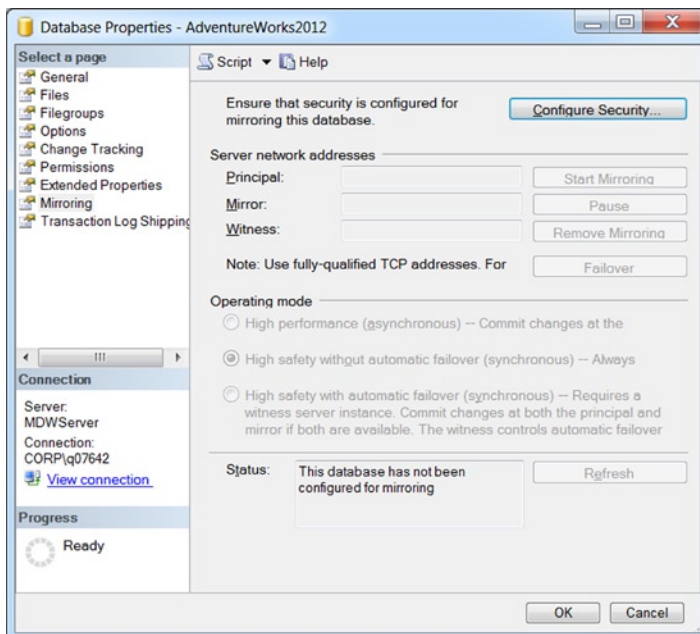 Database Properties - AdventureWorks2012
Select a page
General
Files
Filegroups
Options
Change Tracking
Permissions
Extended Properties
Mirroring
Transaction Log Shipping
Connection
Server:
MDWServer
Connection:
CORP\q07642
View connection
Progress
Ready
Script
Help
Ensure that security is configured for
mirroring this database.
Configure Security...
Server network addresses
Principal:
Start Mirroring
Mirror:
Pause
Witness:
Remove Mirroring
Note: Use fully-qualified TCP addresses. For
Failover
Operating mode
High performance (asynchronous) -- Commit changes at the
High safety without automatic failover (synchronous) -- Always
High safety with automatic failover (synchronous) -- Requires a
witness server instance. Commit changes at both the principal and
mirror if both are available. The witness controls automatic failover
Status:
This database has not been
configured for mirroring
Refresh
OK
Cancel